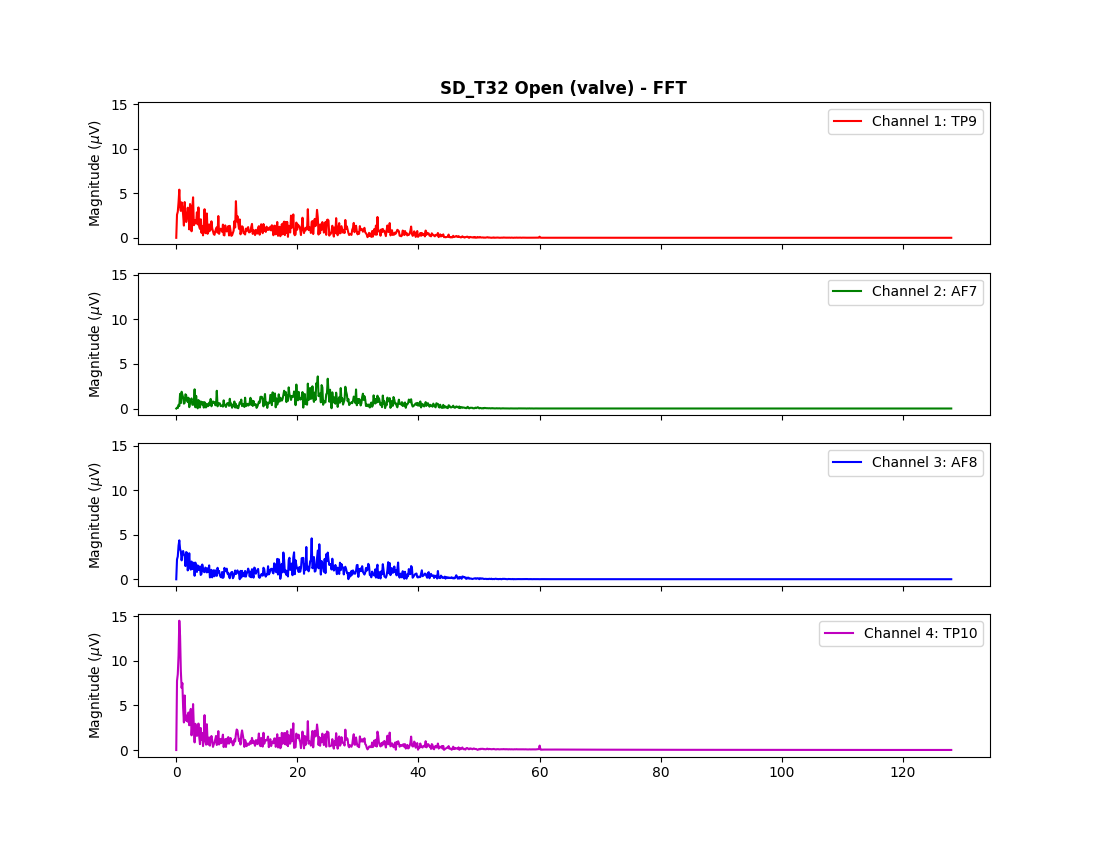 SD_T32 Open (valve) - FFT
15
10
5
0
Magnitude (μV)
Channel 1: TP9
15
10
5
0
Magnitude (μV)
Channel 2: AF7
15
10
5
0
Magnitude (μV)
Channel 3: AF8
15
10
5
0
Magnitude (μV)
Channel 4: TP10
0 20 40 60 80 100 120